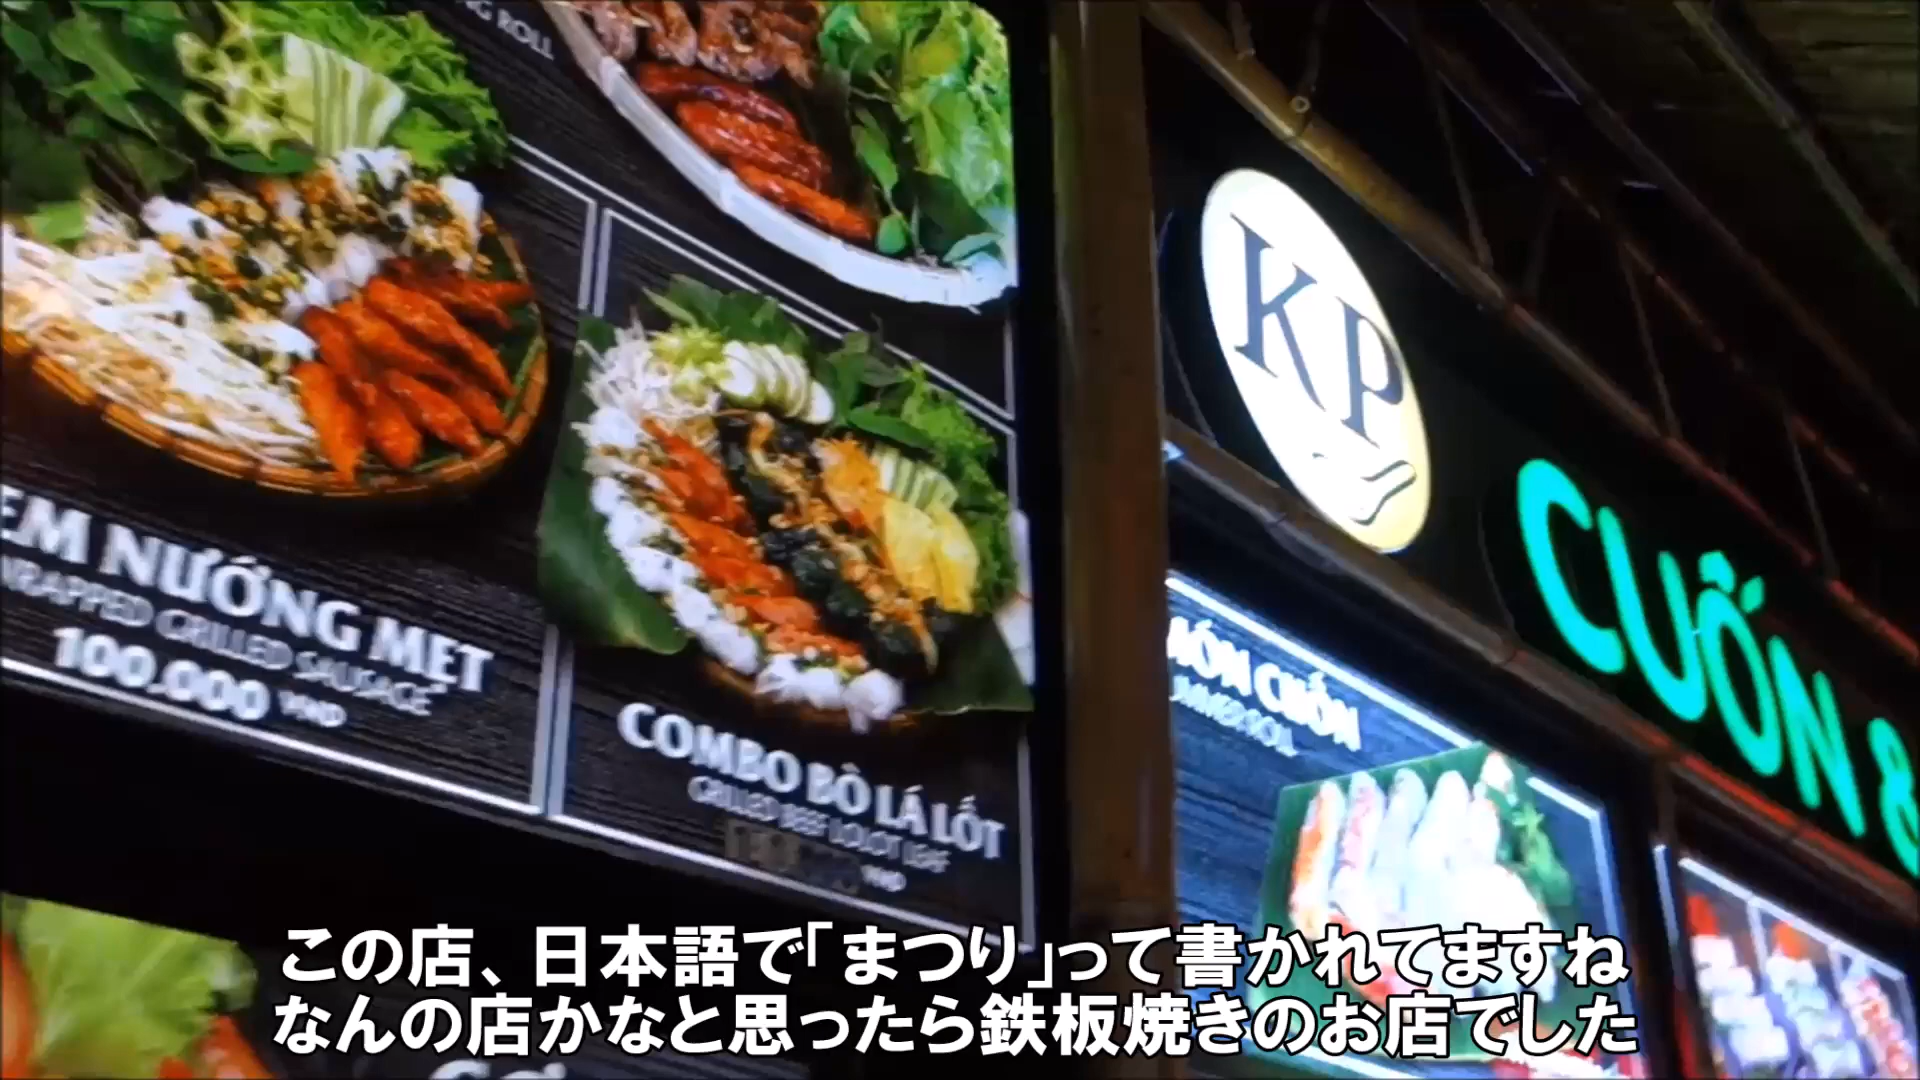 NG ROLL
EM NƯỚNG MẸT
WRAPPED GRILLED SAUSAGE
100.000 VND
COMBO BÒ LÁ LỐT
GRILLED BEEF LOLOT LEAF
VND
KP
CUỐN &
MÓN CUỐN
この店、日本語で「まつり」って書かれてますね
なんの店かなと思ったら鉄板焼きのお店でした